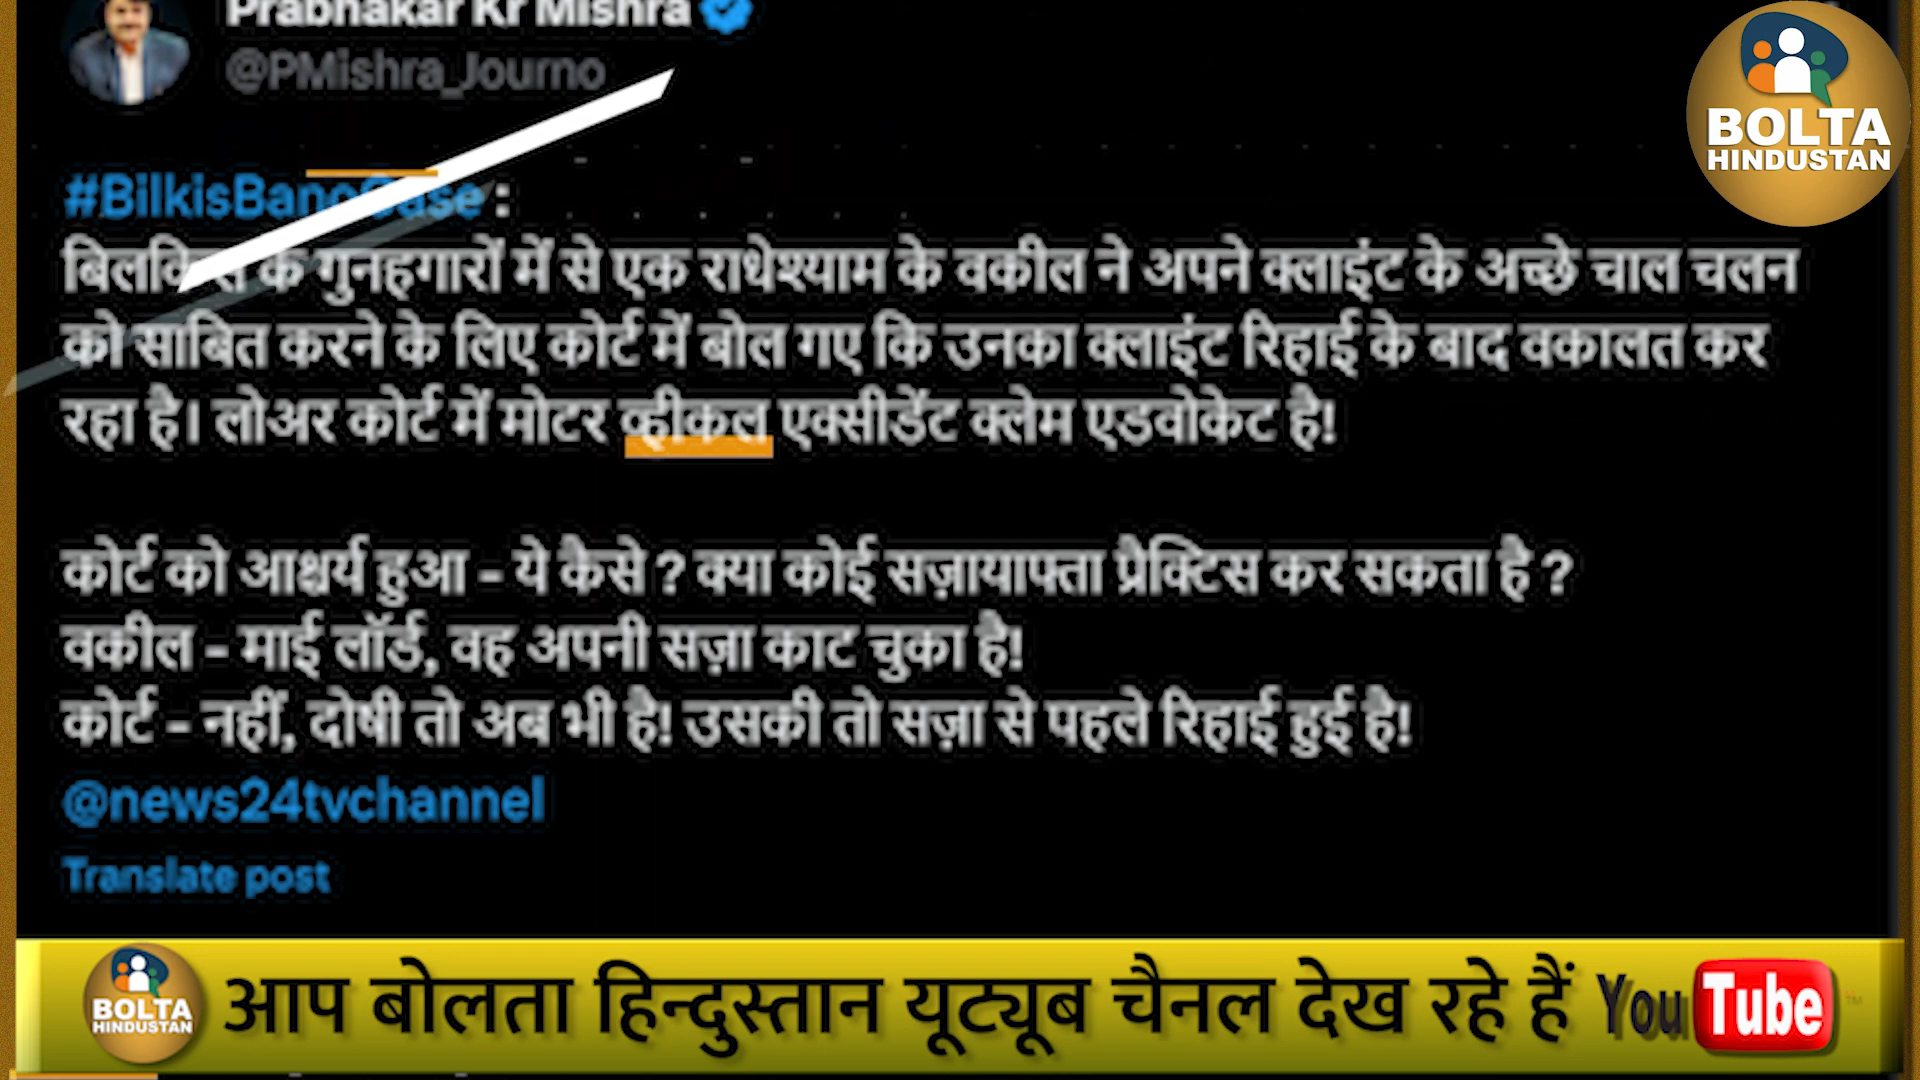 Prabhakar Kr Mishra
@PMishra_Journo
BOLTA
HINDUSTAN
#BilkisBanoCase :
बिलकिस के गुनहगारों में से एक राधेश्याम के वकील ने अपने क्लाइंट के अच्छे चाल चलन
को साबित करने के लिए कोर्ट में बोल गए कि उनका क्लाइंट रिहाई के बाद वकालत कर
रहा है। लोअर कोर्ट में मोटर व्हीकल एक्सीडेंट क्लेम एडवोकेट है!
कोर्ट को आश्चर्य हुआ - ये कैसे ? क्या कोई सज़ायाफ्ता प्रैक्टिस कर सकता है ?
वकील - माई लॉर्ड, वह अपनी सज़ा काट चुका है!
कोर्ट - नहीं, दोषी तो अब भी है! उसकी तो सज़ा से पहले रिहाई हुई है!
@news24tvchannel
Translate post
BOLTA
HINDUSTAN
आप बोलता हिन्दुस्तान यूट्यूब चैनल देख रहे हैं YouTube